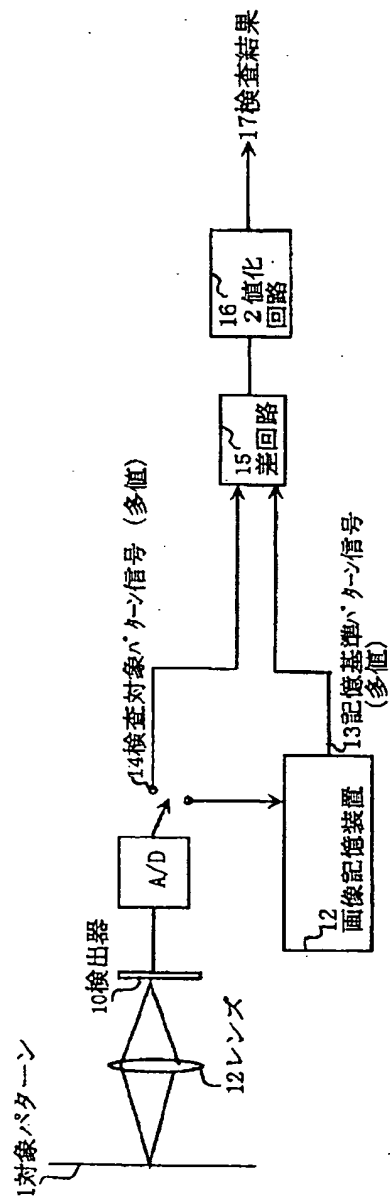 1対象パターン
12レンズ
10検出器
A/D
14検査対象パターン信号 (多値)
12
画像記憶装置
13記憶基準パターン信号
(多値)
15
差回路
16
2値化
回路
17検査結果